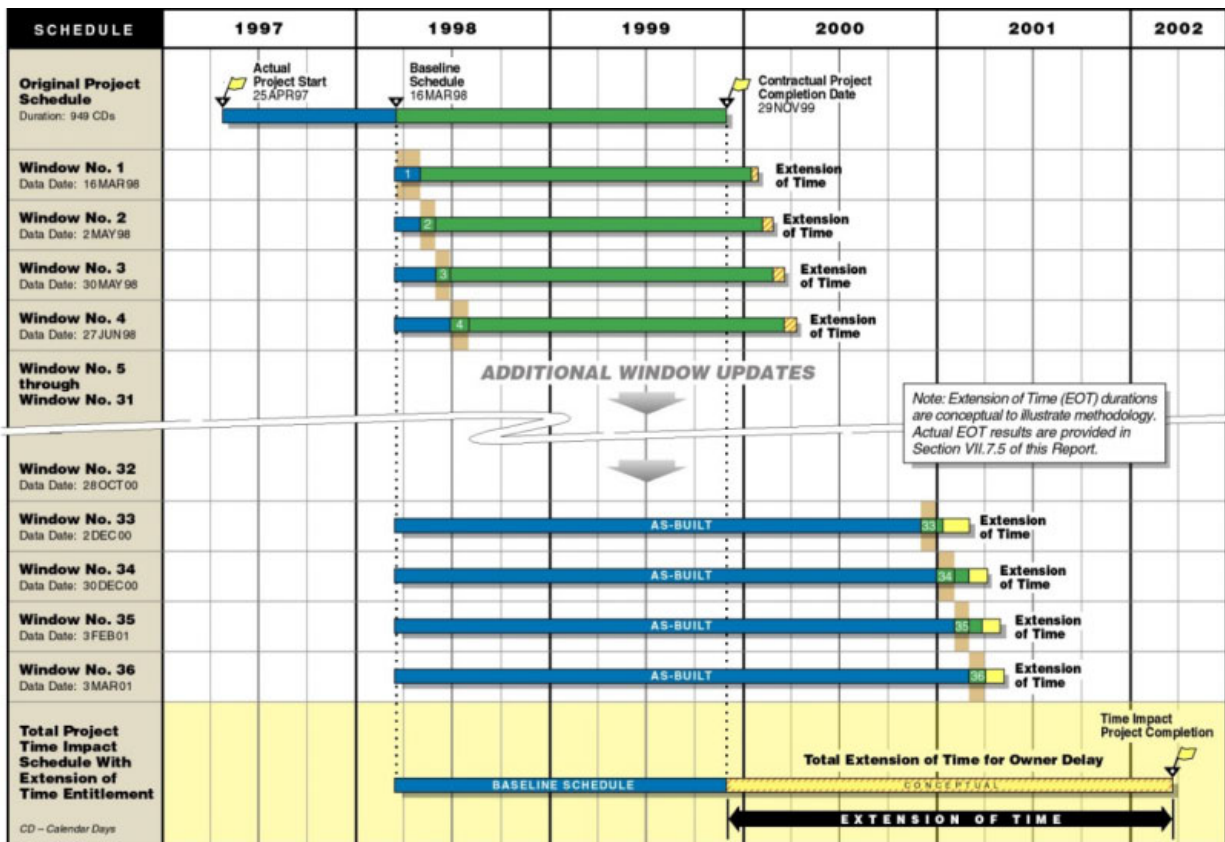 SCHEDULE 1997 1998 1999 2000 2001 2002
Original Project
Schedule
Duration: 949 CDs
Actual
Project Start
25APR97
Baseline
Schedule
16MAR98
Contractual Project
Completion Date
29NOV99
Window No. 1
Data Date: 16MAR98
1
Extension
of Time
Window No. 2
Data Date: 2MAY98
2
Extension
of Time
Window No. 3
Data Date: 30MAY98
3
Extension
of Time
Window No. 4
Data Date: 27JUN98
4
Extension
of Time
Window No. 5
through
Window No. 31
ADDITIONAL WINDOW UPDATES
Note: Extension of Time (EOT) durations
are conceptual to illustrate methodology.
Actual EOT results are provided in
Section VII.7.5 of this Report.
Window No. 32
Data Date: 28OCT00
Window No. 33
Data Date: 2DEC00
AS-BUILT
33
Extension
of Time
Window No. 34
Data Date: 30DEC00
AS-BUILT
34
Extension
of Time
Window No. 35
Data Date: 3FEB01
AS-BUILT
35
Extension
of Time
Window No. 36
Data Date: 3MAR01
AS-BUILT
36
Extension
of Time
Total Project
Time Impact
Schedule With
Extension of
Time Entitlement
CD – Calendar Days
Time Impact
Project Completion
Total Extension of Time for Owner Delay
BASELINE SCHEDULE
CONCEPTUAL
EXTENSION OF TIME